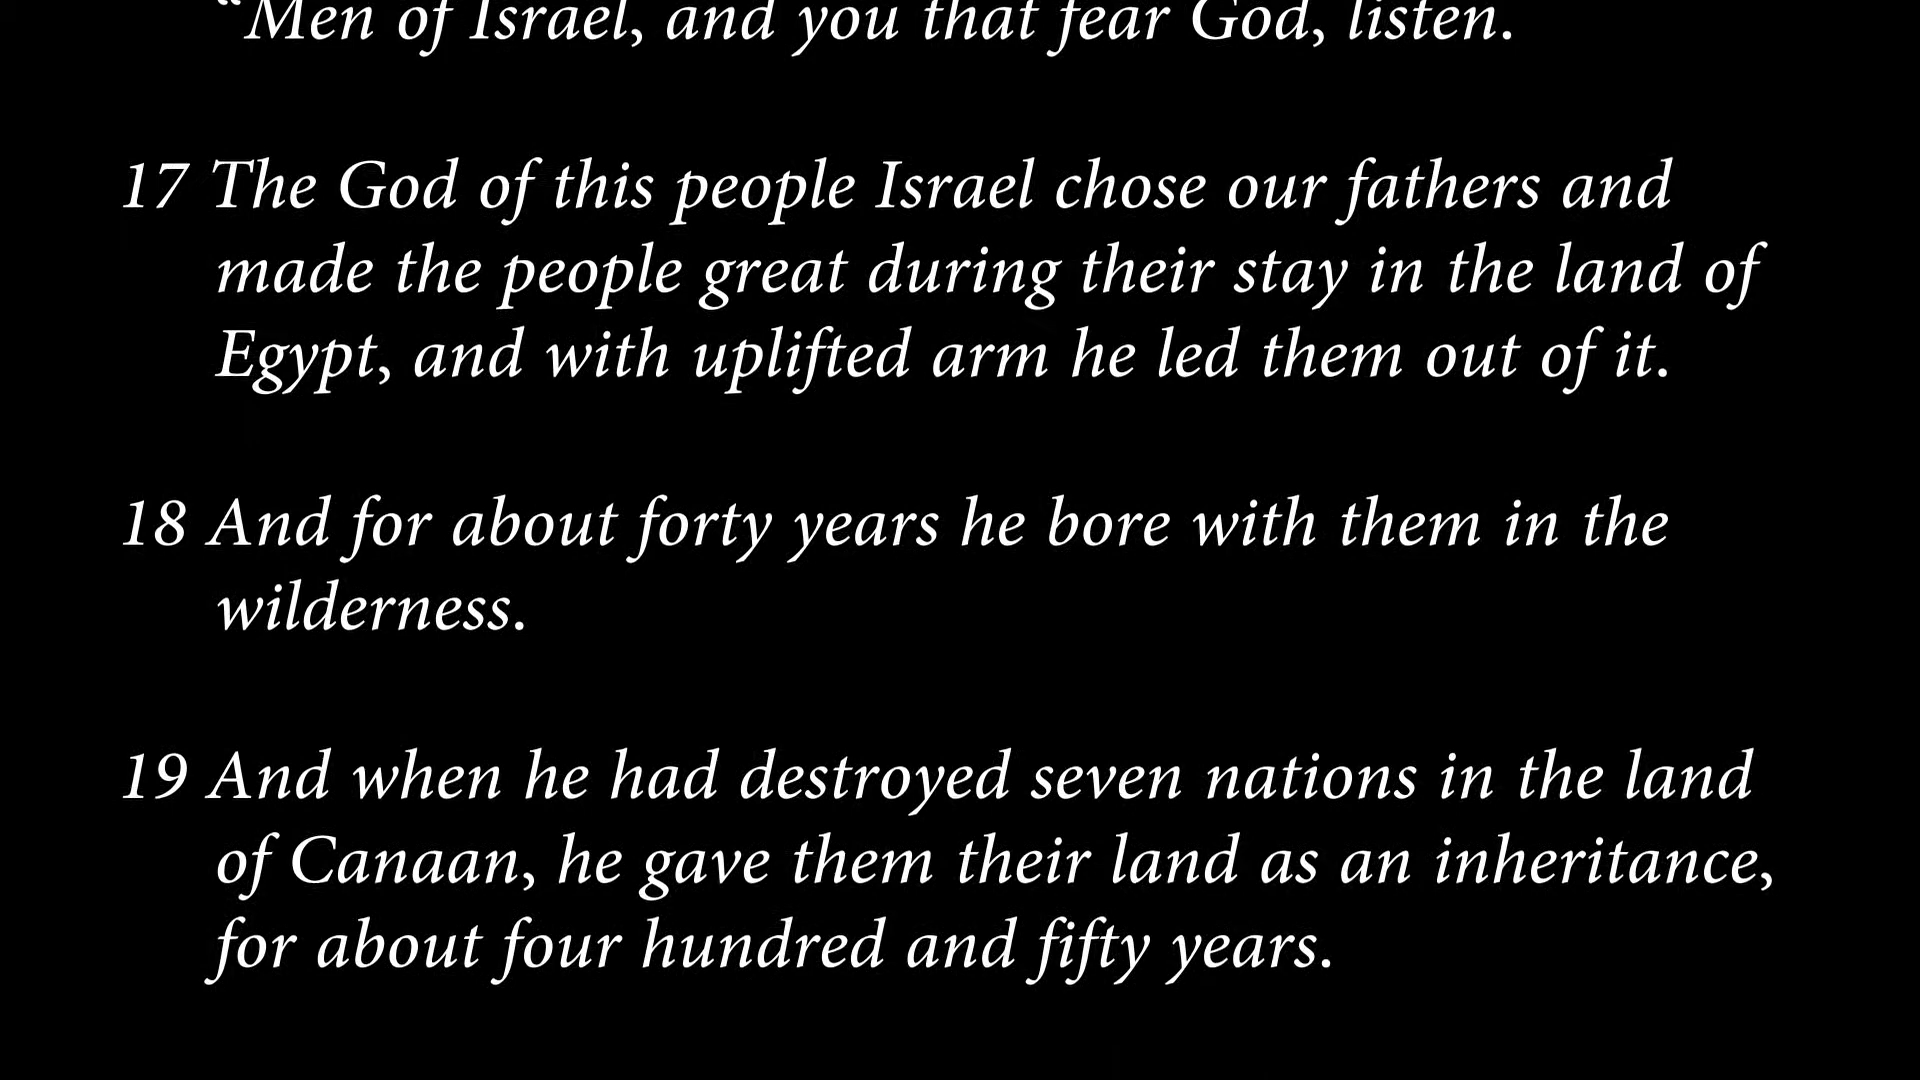 “Men of Israel, and you that fear God, listen.
17 The God of this people Israel chose our fathers and
made the people great during their stay in the land of
Egypt, and with uplifted arm he led them out of it.
18 And for about forty years he bore with them in the
wilderness.
19 And when he had destroyed seven nations in the land
of Canaan, he gave them their land as an inheritance,
for about four hundred and fifty years.